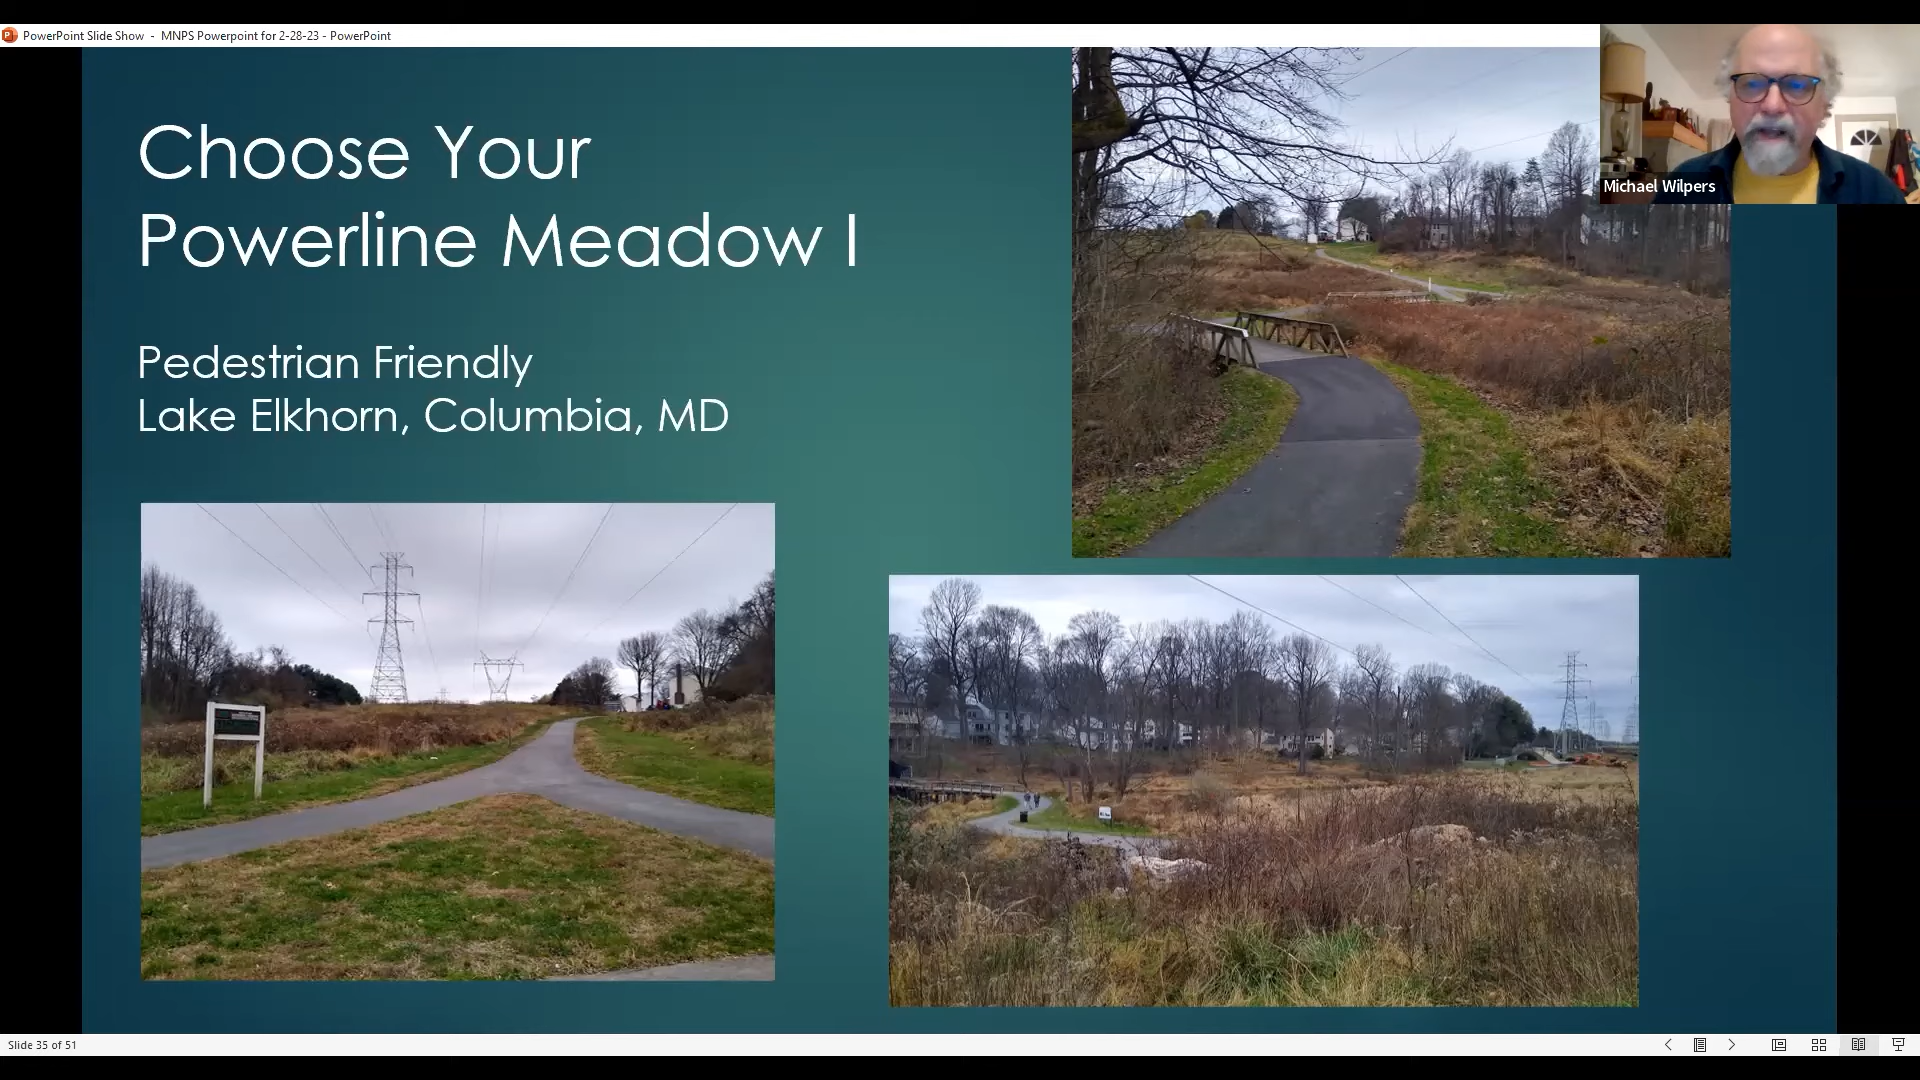 PowerPoint Slide Show - MNPS Powerpoint for 2-28-23 - PowerPoint
Choose Your
Powerline Meadow I
Pedestrian Friendly
Lake Elkhorn, Columbia, MD
Michael Wilpers
Slide 35 of 51